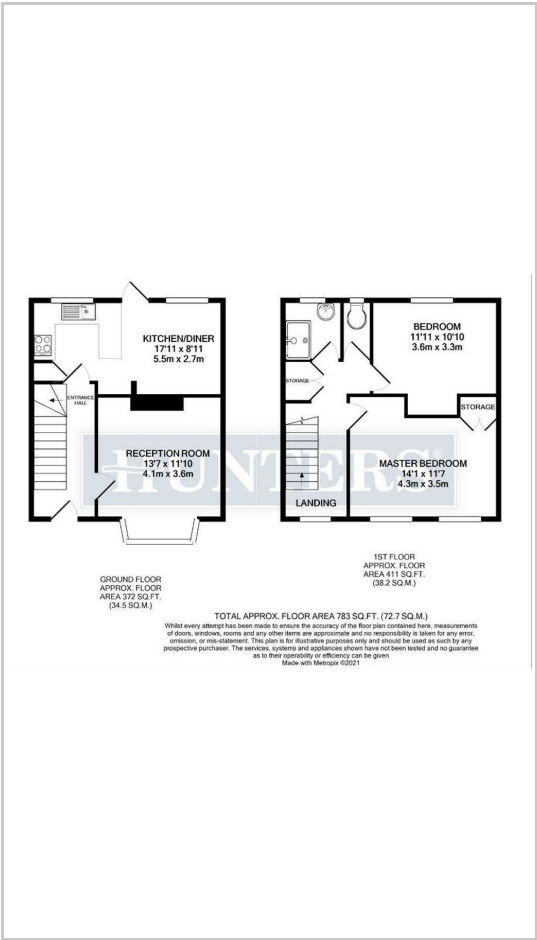 KITCHEN/DINER
17'11 x 8'11
5.5m x 2.7m
ENTRANCE
HALL
RECEPTION ROOM
13'7 x 11'10
4.1m x 3.6m
GROUND FLOOR
APPROX. FLOOR
AREA 372 SQ.FT.
(34.5 SQ.M.)
BEDROOM
11'11 x 10'10
3.6m x 3.3m
STORAGE
STORAGE
MASTER BEDROOM
14'1 x 11'7
4.3m x 3.5m
LANDING
1ST FLOOR
APPROX. FLOOR
AREA 411 SQ.FT.
(38.2 SQ.M.)
HUNTERS
TOTAL APPROX. FLOOR AREA 783 SQ.FT. (72.7 SQ.M.)
Whilst every attempt has been made to ensure the accuracy of the floor plan contained here, measurements
of doors, windows, rooms and any other items are approximate and no responsibility is taken for any error,
omission, or mis-statement. This plan is for illustrative purposes only and should be used as such by any
prospective purchaser. The services, systems and appliances shown have not been tested and no guarantee
as to their operability or efficiency can be given
Made with Metropix ©2021